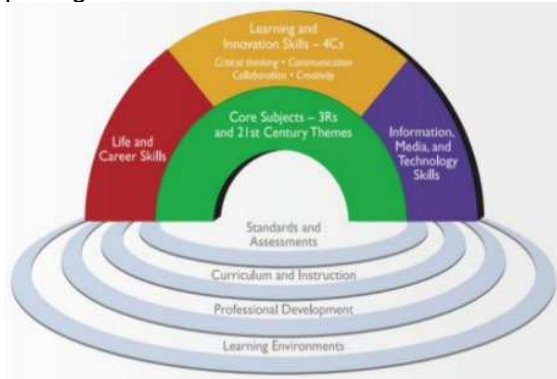 Learning and
Innovation Skills – 4Cs
Critical thinking • Communication
Collaboration • Creativity
Core Subjects – 3Rs
and 21st Century Themes
Life and
Career Skills
Information,
Media, and
Technology
Skills
Standards and
Assessments
Curriculum and Instruction
Professional Development
Learning Environments